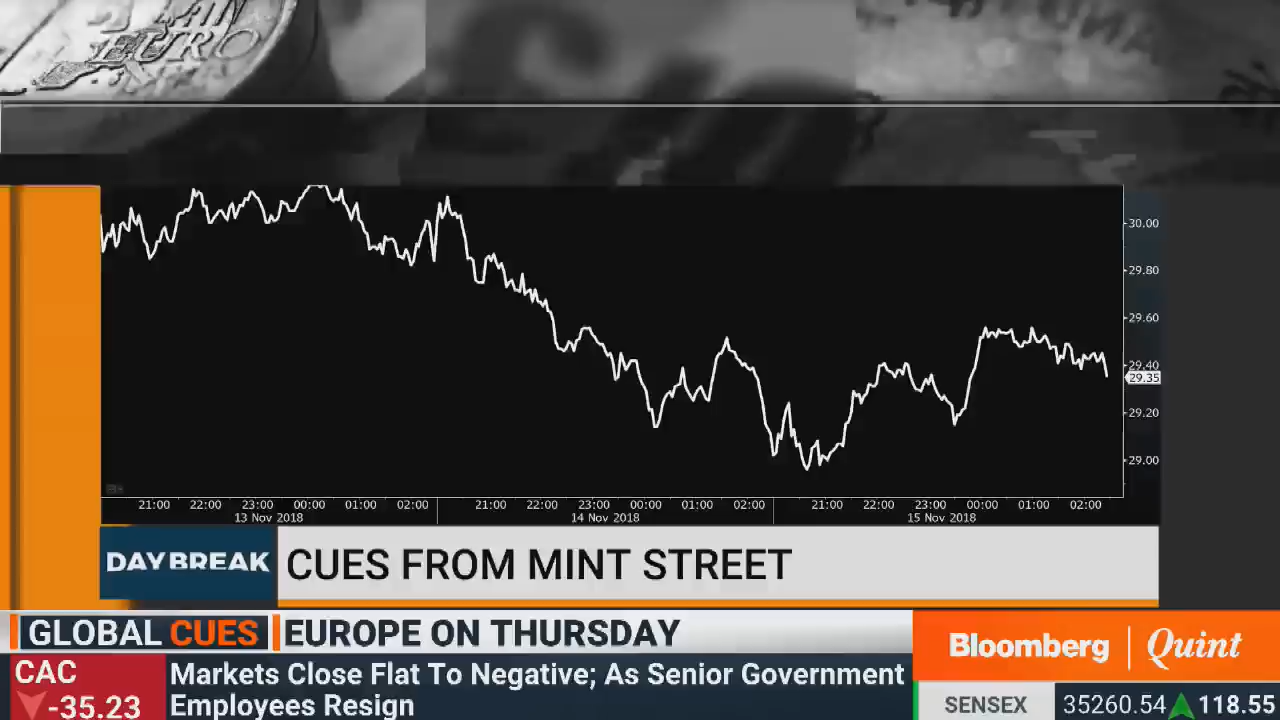 EURO
30.00
29.80
29.60
29.40
29.35
29.20
29.00
21:00 22:00 23:00 00:00 01:00 02:00 21:00 22:00 23:00 00:00 01:00 02:00 21:00 22:00 23:00 00:00 01:00 02:00
13 Nov 2018 14 Nov 2018 15 Nov 2018
DAYBREAK CUES FROM MINT STREET
GLOBAL CUES EUROPE ON THURSDAY
Bloomberg | Quint
CAC
-35.23
Markets Close Flat To Negative; As Senior Government
Employees Resign
SENSEX 35260.54 118.55